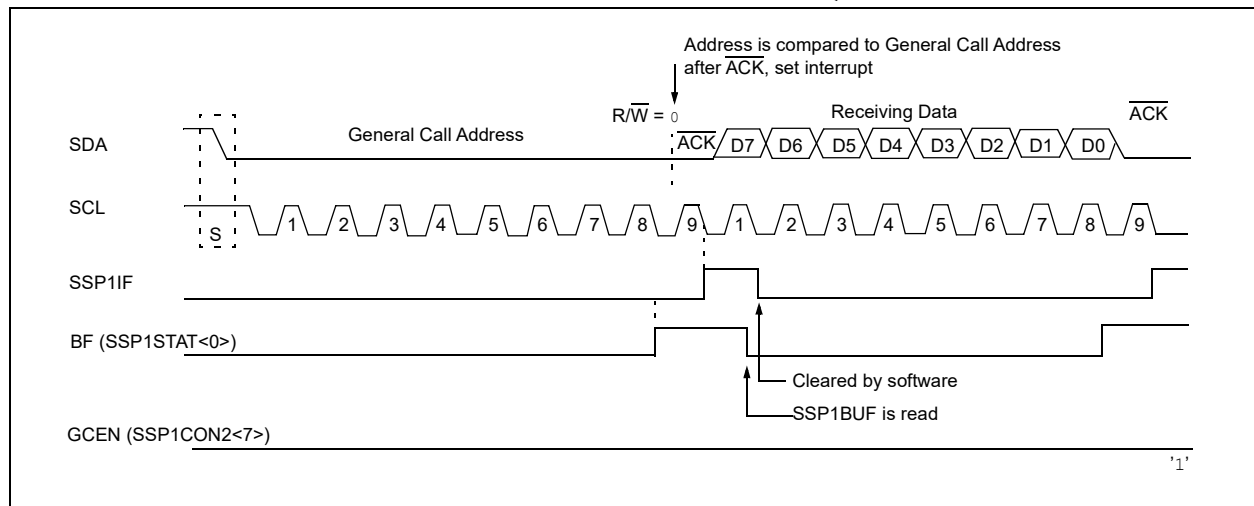 Address is compared to General Call Address
after ACK, set interrupt
R/W = 0
SDA
General Call Address
ACK
Receiving Data
ACK
D7 D6 D5 D4 D3 D2 D1 D0
SCL
S
1 2 3 4 5 6 7 8 9 1 2 3 4 5 6 7 8 9
SSP1IF
BF (SSP1STAT<0>)
Cleared by software
SSP1BUF is read
GCEN (SSP1CON2<7>)
'1'